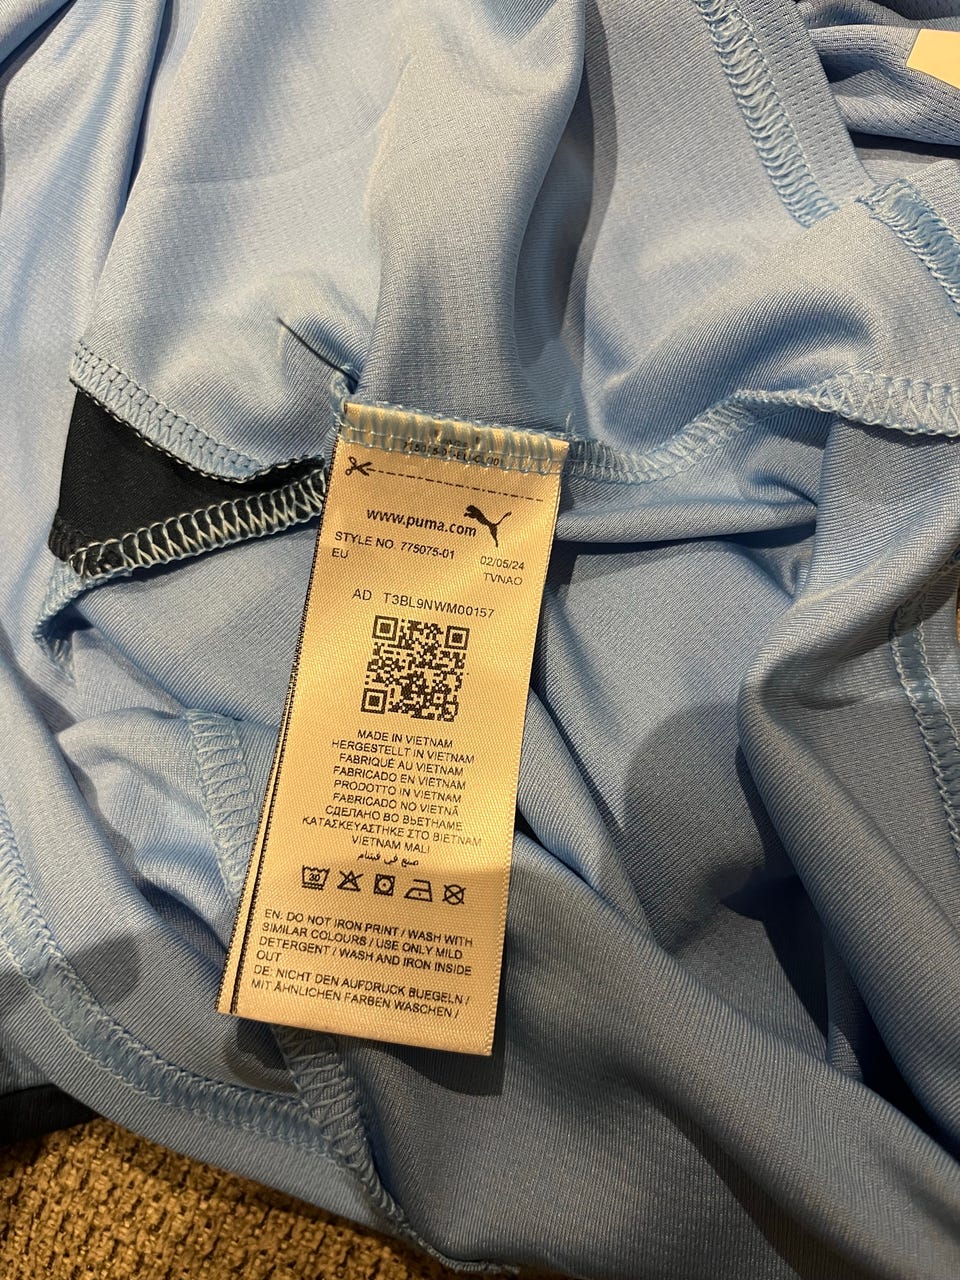 www.puma.com
STYLE NO. 775075-01
EU
02/05/24
TVNAO
AD T3BL9NWM00157
MADE IN VIETNAM
HERGESTELLT IN VIETNAM
FABRIQUÉ AU VIETNAM
FABRICADO EN VIETNAM
PRODOTTO IN VIETNAM
FABRICADO NO VIETNÃ
СДЕЛАНО ВО ВЬЕТНАМЕ
ΚΑΤΑΣΚΕΥΑΣΤΗΚΕ ΣΤΟ ΒΙΕΤΝΑΜ
VIETNAM MALI
صنع في فيتنام
30
EN: DO NOT IRON PRINT / WASH WITH
SIMILAR COLOURS / USE ONLY MILD
DETERGENT / WASH AND IRON INSIDE
OUT
DE: NICHT DEN AUFDRUCK BUEGELN /
MIT ÄHNLICHEN FARBEN WASCHEN /